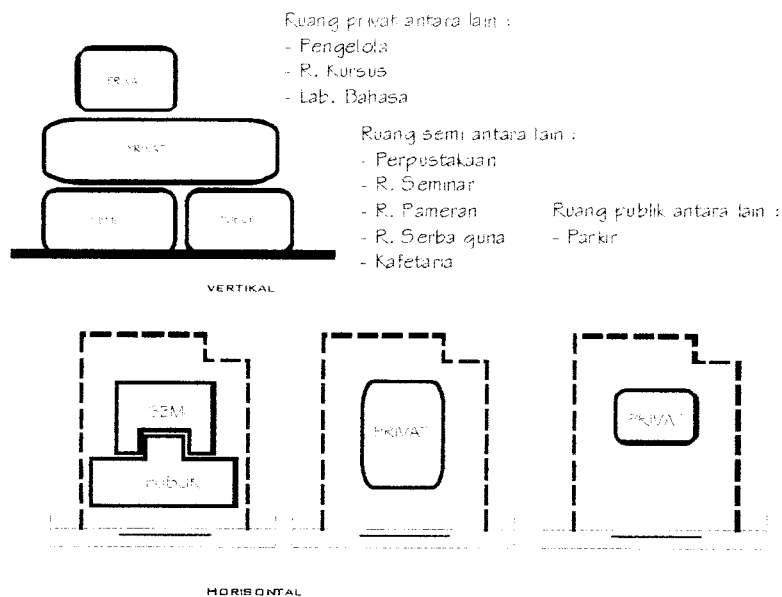 Ruang privat antara lain :
- Pengelola
- R. Kursus
- Lab. Bahasa
PRIVAT
Ruang semi antara lain :
- Perpustakaan
- R. Seminar
- R. Pameran
- R. Serba guna
- Kafetaria
Ruang publik antara lain :
- Parkir
VERTIKAL
SEMI
PUBLIK
PRIVAT
PRIVAT
HORISONTAL